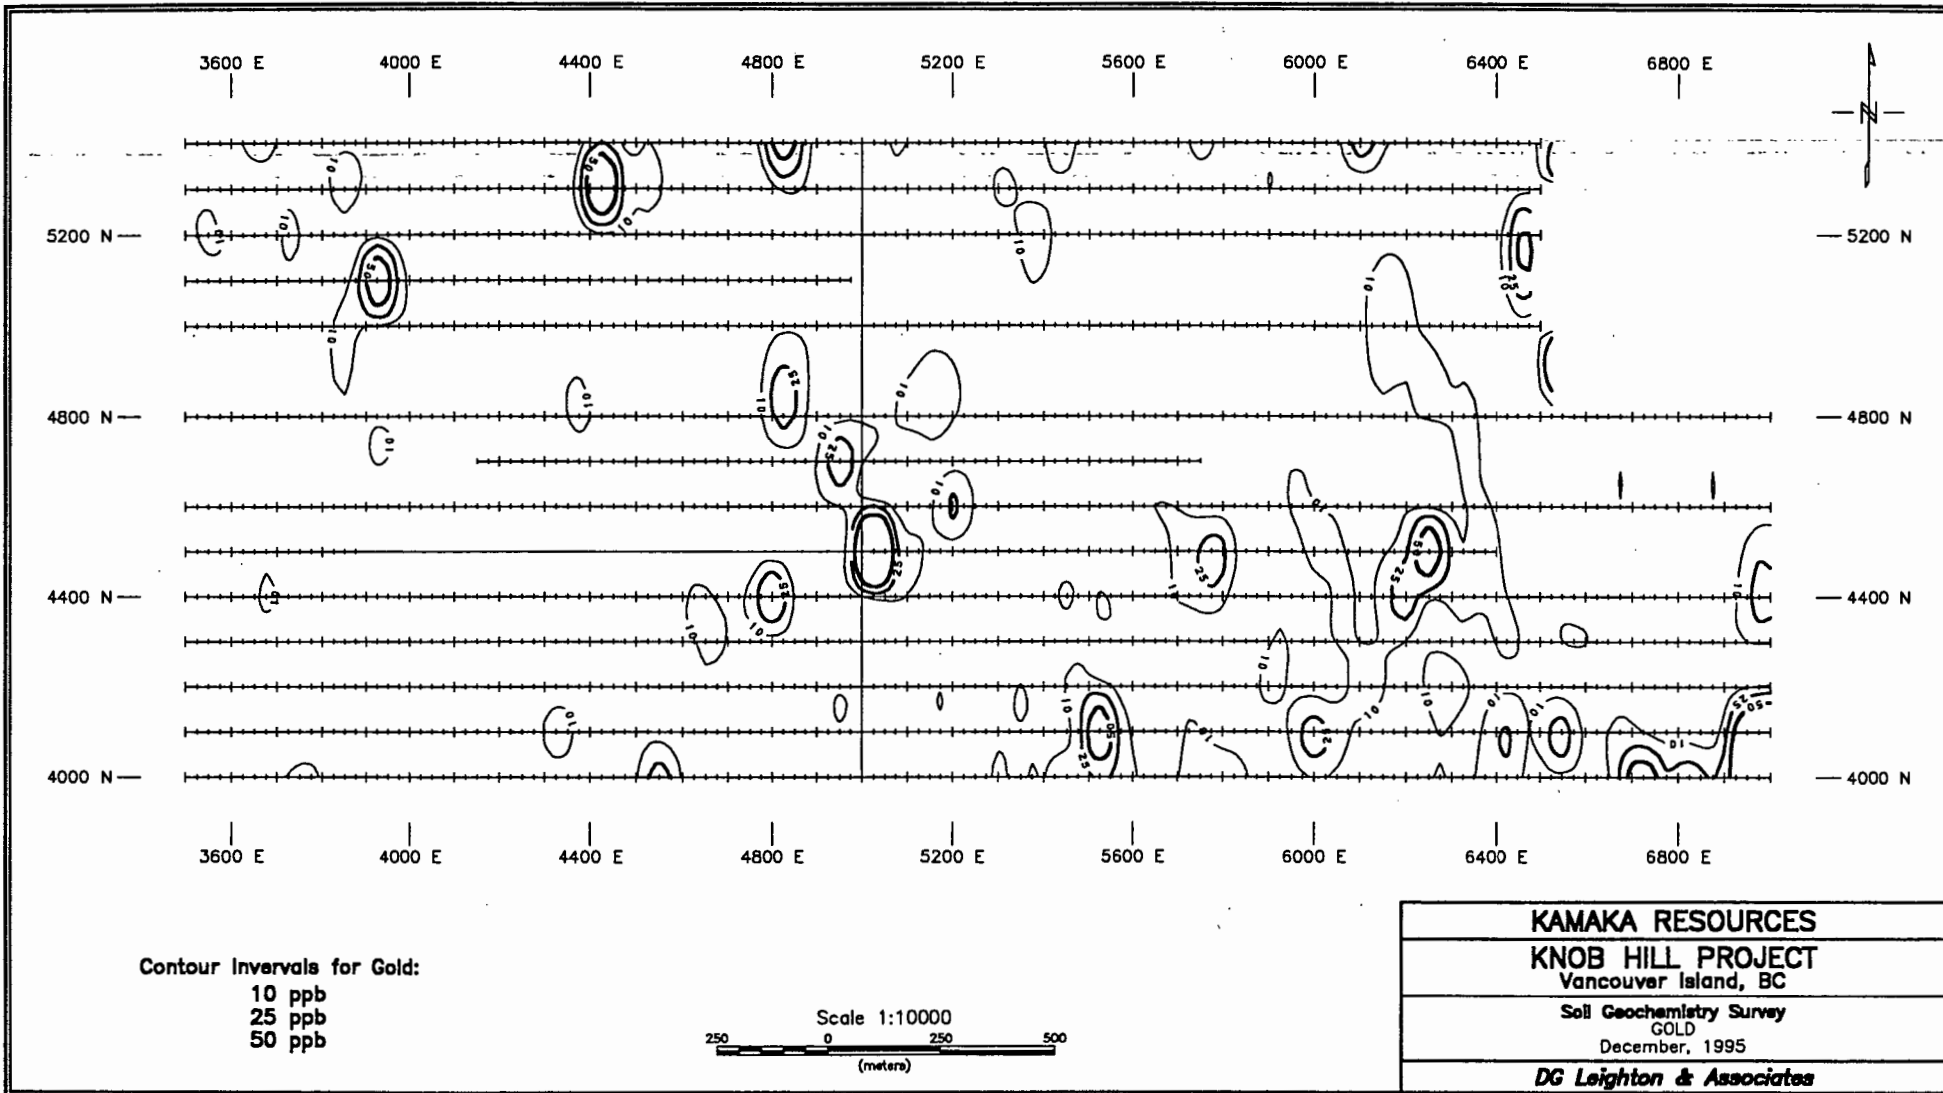 3600 E 4000 E 4400 E 4800 E 5200 E 5600 E 6000 E 6400 E 6800 E
N
5200 N 5200 N
4800 N 4800 N
4400 N 4400 N
4000 N 4000 N
3600 E 4000 E 4400 E 4800 E 5200 E 5600 E 6000 E 6400 E 6800 E
Contour Invervals for Gold:
10 ppb
25 ppb
50 ppb
Scale 1:10000
250 0 250 500
(meters)
KAMAKA RESOURCES
KNOB HILL PROJECT
Vancouver Island, BC
Soil Geochemistry Survey
GOLD
December, 1995
DG Leighton & Associates